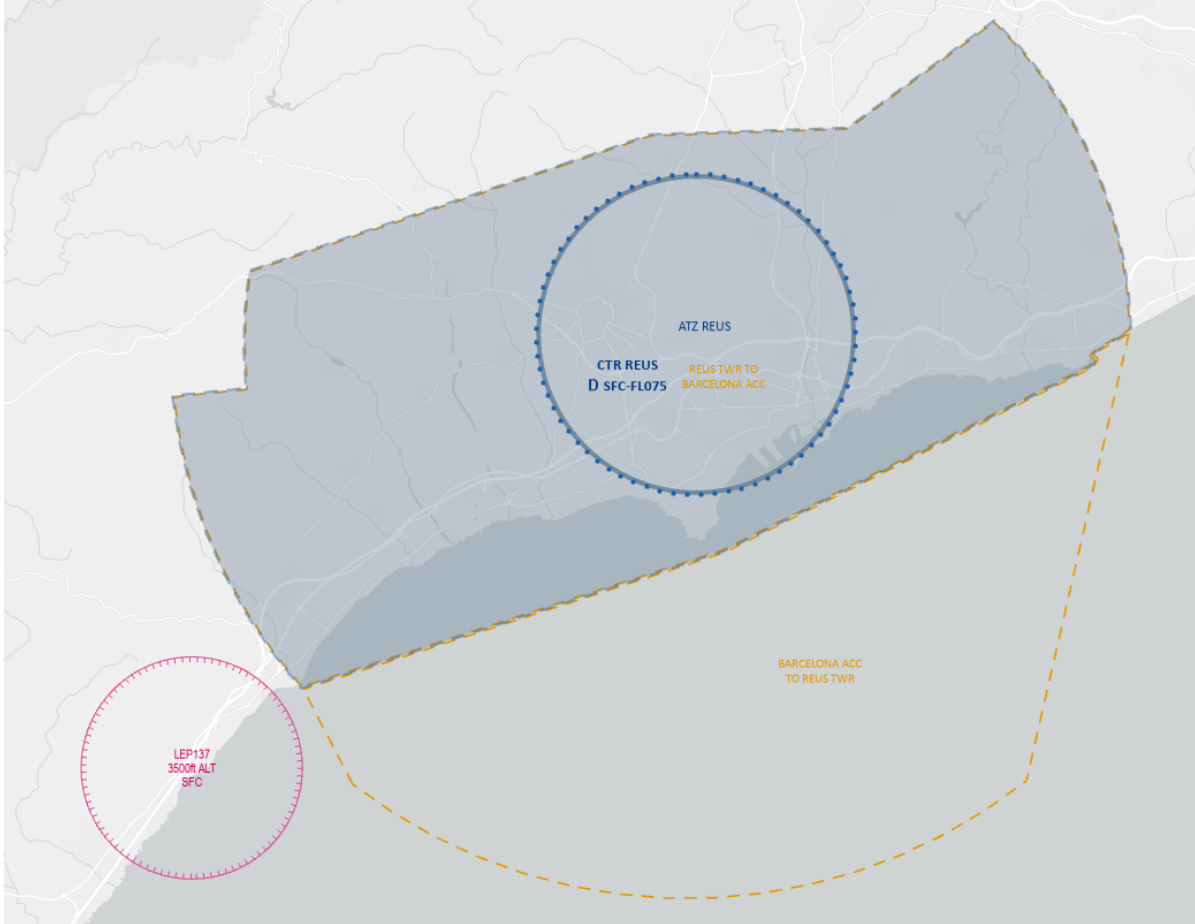 ATZ REUS
CTR REUS
D SFC-FL075
REUS TWR TO
BARCELONA ACC
BARCELONA ACC
TO REUS TWR
LEP137
3500ft ALT
SFC